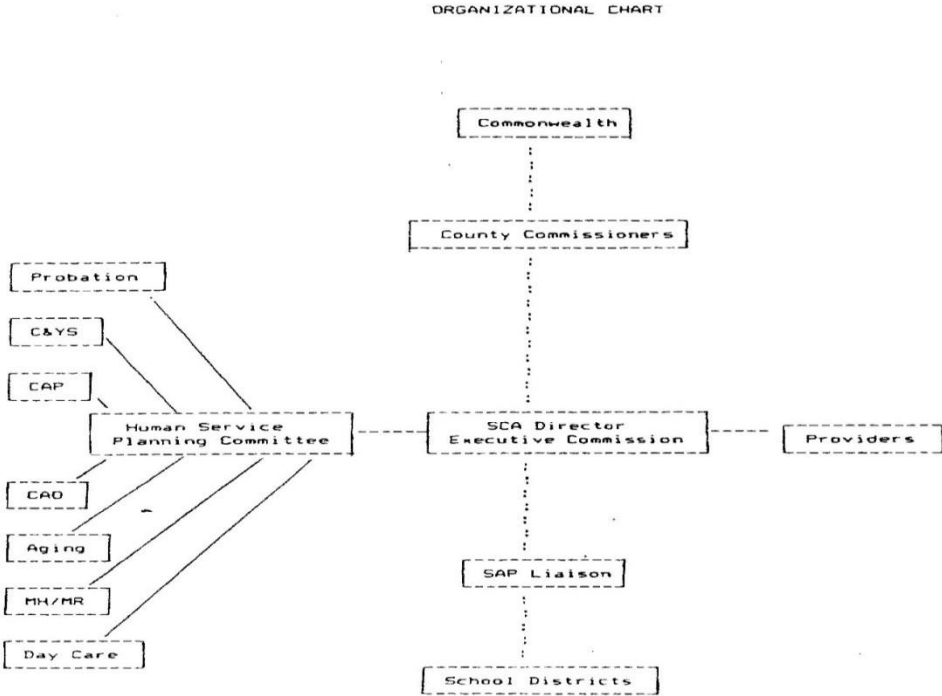 ORGANIZATIONAL CHART
Commonwealth
County Commissioners
Probation
C&YS
CAP
Human Service
Planning Committee
SCA Director
Executive Commission
Providers
CAO
Aging
SAP Liaison
MH/MR
Day Care
School Districts